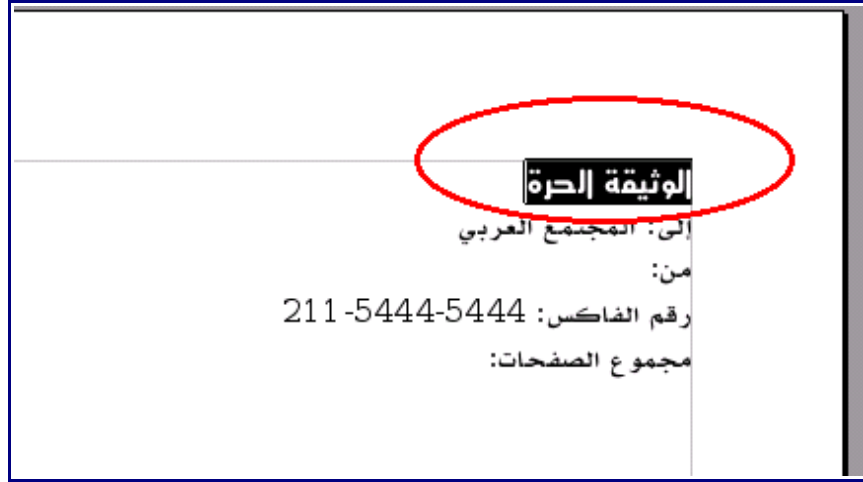 الوثيقة الحرة
إلى: المجتمع العربي
من:
رقم الفاكس: 5444-5444-211
مجموع الصفحات: